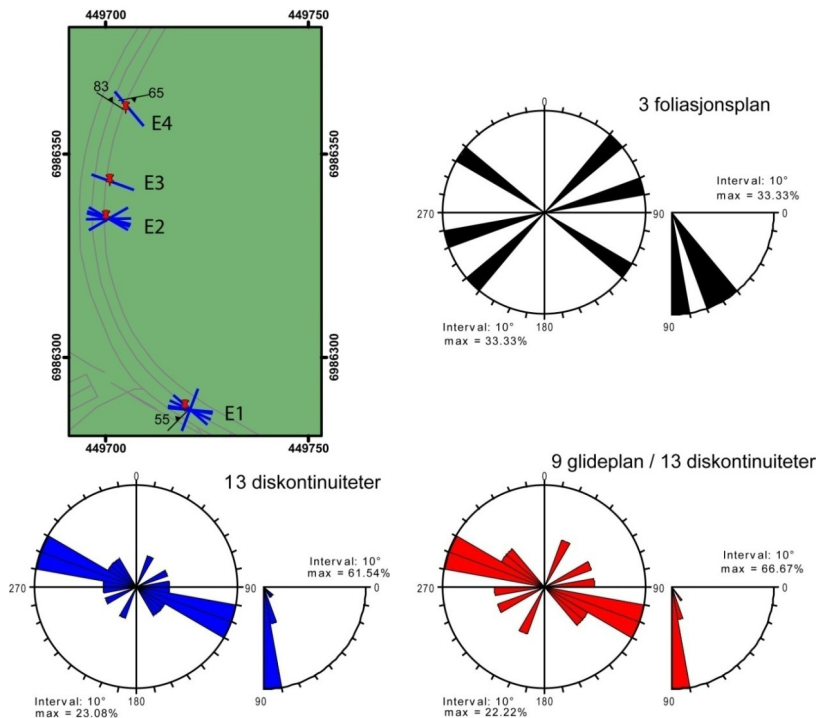 449700
449750
6986350
6986300
83
65
E4
E3
E2
E1
55
6986350
6986300
449700
449750
3 foliasjonsplan
0
270
90
180
Interval: 10°
max = 33.33%
Interval: 10°
max = 33.33%
0
90
13 diskontinuiteter
0
270
90
180
Interval: 10°
max = 23.08%
Interval: 10°
max = 61.54%
0
90
9 glideplan / 13 diskontinuiteter
0
270
90
180
Interval: 10°
max = 22.22%
Interval: 10°
max = 66.67%
0
90